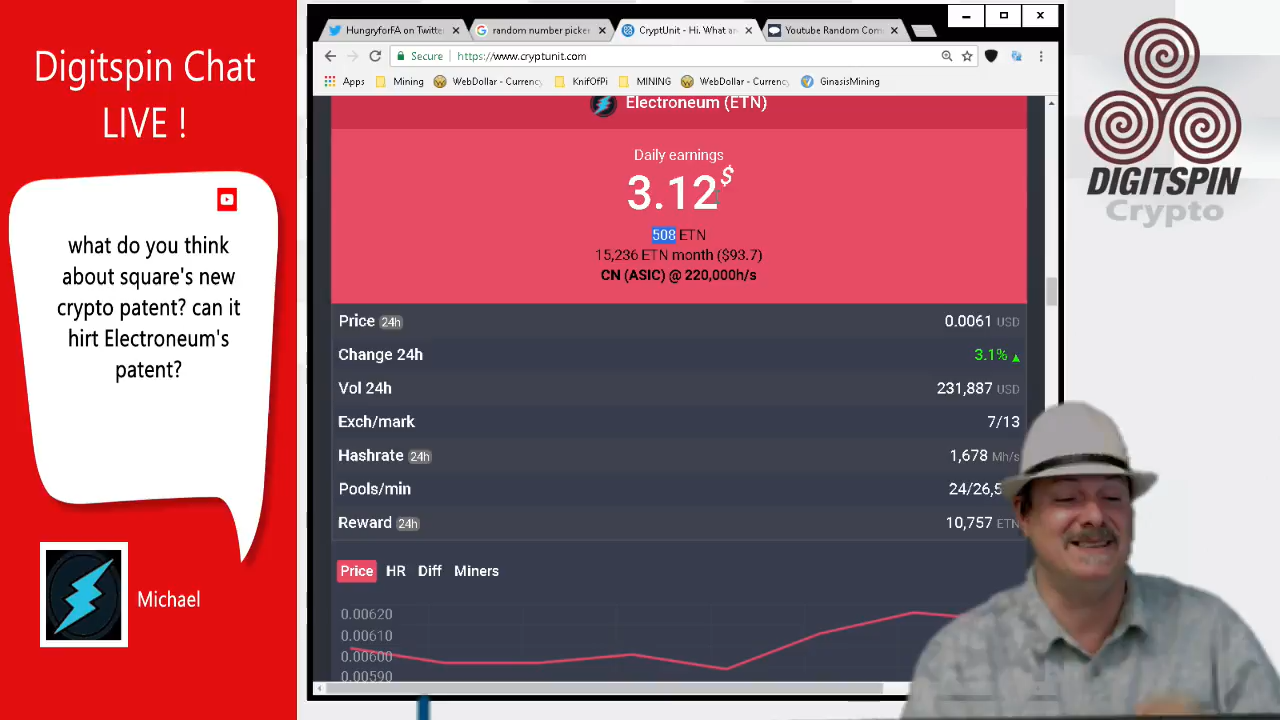 Digitspin Chat
LIVE !
what do you think
about square's new
crypto patent? can it
hirt Electroneum's
patent?
Michael
HungryforFA on Twitte
random number picker
CryptUnit - Hi. What an
Youtube Random Com
Secure
https://www.cryptunit.com
Apps
Mining
WebDollar - Currency
KnifOfPi
MINING
WebDollar - Currency
GinasisMining
Electroneum (ETN)
Daily earnings
3.12$
508 ETN
15,236 ETN month ($93.7)
CN (ASIC) @ 220,000h/s
Price 24h 0.0061 USD
Change 24h 3.1%
Vol 24h 231,887 USD
Exch/mark 7/13
Hashrate 24h 1,678 Mh/s
Pools/min 24/26,5
Reward 24h 10,757 ETN
Price HR Diff Miners
0.00620
0.00610
0.00600
0.00590
DIGITSPIN
Crypto